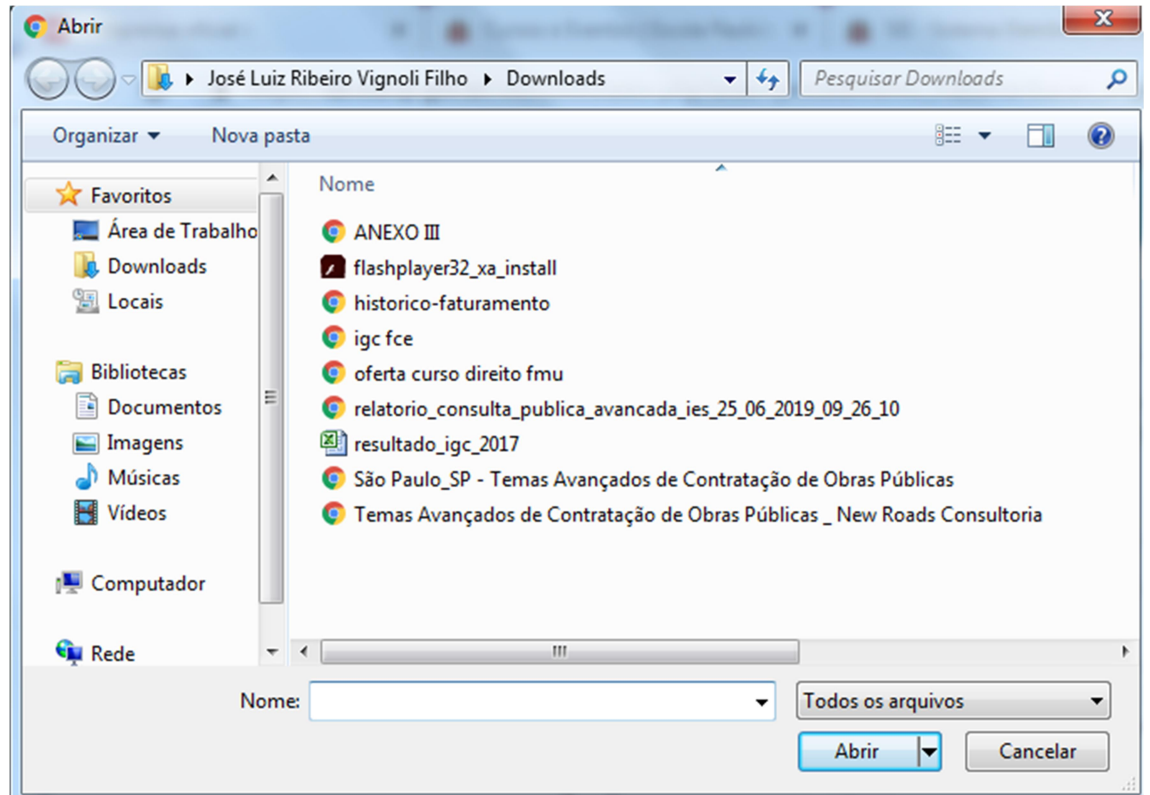 Abrir
José Luiz Ribeiro Vignoli Filho Downloads
Pesquisar Downloads
Organizar Nova pasta
Favoritos
Área de Trabalho
Downloads
Locais
Bibliotecas
Documentos
Imagens
Músicas
Vídeos
Computador
Rede
Nome
ANEXO III
flashplayer32_xa_install
historico-faturamento
igc fce
oferta curso direito fmu
relatorio_consulta_publica_avancada_ies_25_06_2019_09_26_10
resultado_igc_2017
São Paulo_SP - Temas Avançados de Contratação de Obras Públicas
Temas Avançados de Contratação de Obras Públicas _ New Roads Consultoria
Nome:
Todos os arquivos
Abrir Cancelar